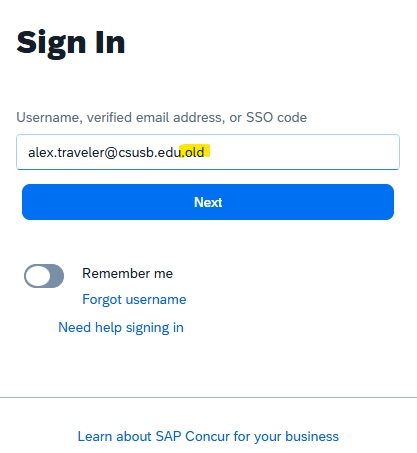 Sign In
Username, verified email address, or SSO code
alex.traveler@csusb.edu.old
Next
Remember me
Forgot username
Need help signing in
Learn about SAP Concur for your business